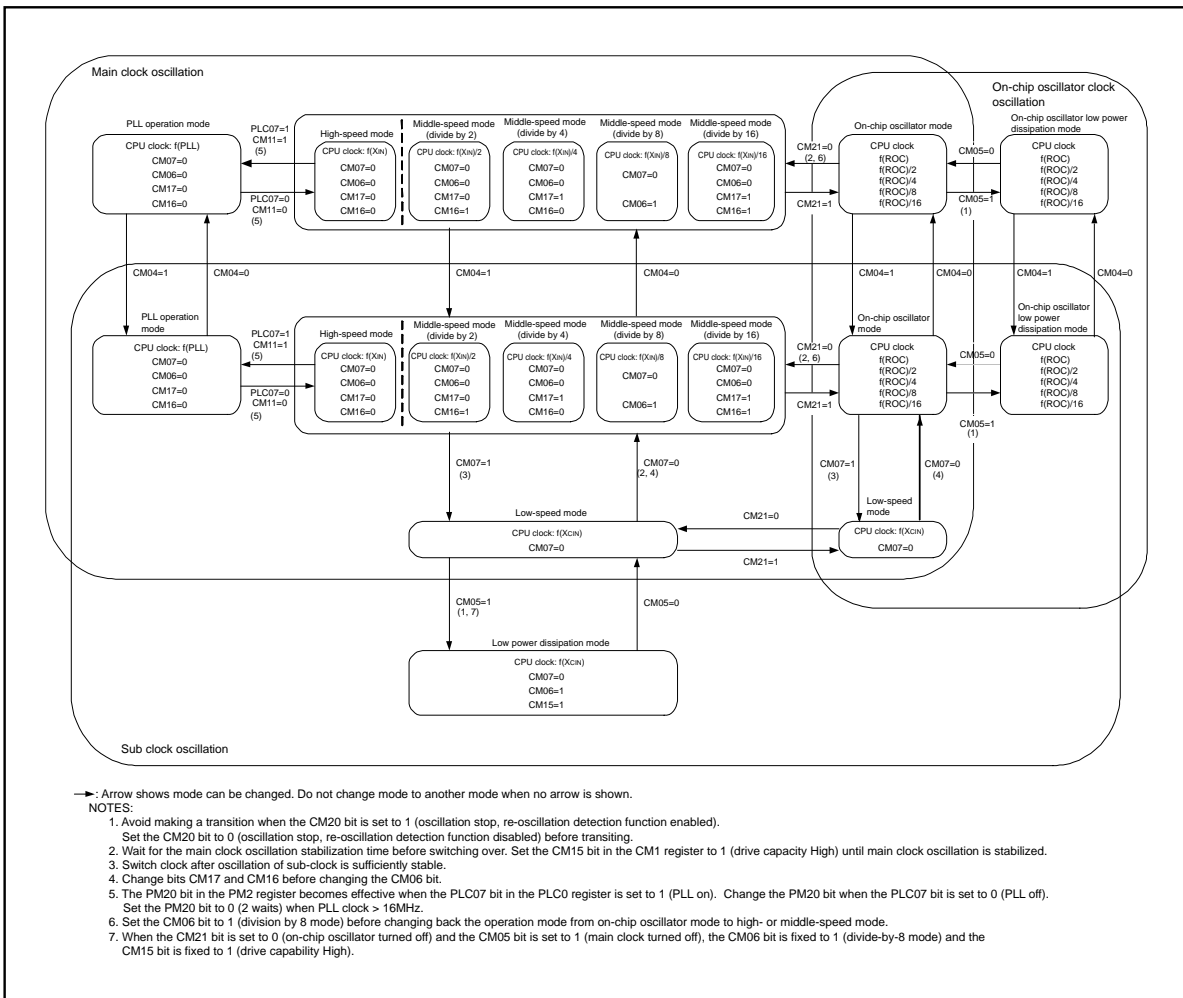 Main clock oscillation
On-chip oscillator clock
oscillation
PLL operation mode
CPU clock: f(PLL)
CM07=0
CM06=0
CM17=0
CM16=0
PLC07=1
CM11=1
(5)
PLC07=0
CM11=0
(5)
High-speed mode
CPU clock: f(XIN)
CM07=0
CM06=0
CM17=0
CM16=0
Middle-speed mode
(divide by 2)
CPU clock: f(XIN)/2
CM07=0
CM06=0
CM17=0
CM16=1
Middle-speed mode
(divide by 4)
CPU clock: f(XIN)/4
CM07=0
CM06=0
CM17=1
CM16=0
Middle-speed mode
(divide by 8)
CPU clock: f(XIN)/8
CM07=0
CM06=1
Middle-speed mode
(divide by 16)
CPU clock: f(XIN)/16
CM07=0
CM06=0
CM17=1
CM16=1
CM21=0
(2, 6)
CM21=1
On-chip oscillator mode
CPU clock
f(ROC)
f(ROC)/2
f(ROC)/4
f(ROC)/8
f(ROC)/16
CM05=0
CM05=1
(1)
On-chip oscillator low power
dissipation mode
CPU clock
f(ROC)
f(ROC)/2
f(ROC)/4
f(ROC)/8
f(ROC)/16
CM04=1
CM04=0
CM04=1
CM04=0
CM04=1
CM04=0
CM04=1
CM04=0
PLL operation
mode
CPU clock: f(PLL)
CM07=0
CM06=0
CM17=0
CM16=0
PLC07=1
CM11=1
(5)
PLC07=0
CM11=0
(5)
High-speed mode
CPU clock: f(XIN)
CM07=0
CM06=0
CM17=0
CM16=0
Middle-speed mode
(divide by 2)
CPU clock: f(XIN)/2
CM07=0
CM06=0
CM17=0
CM16=1
Middle-speed mode
(divide by 4)
CPU clock: f(XIN)/4
CM07=0
CM06=0
CM17=1
CM16=0
Middle-speed mode
(divide by 8)
CPU clock: f(XIN)/8
CM07=0
CM06=1
Middle-speed mode
(divide by 16)
CPU clock: f(XIN)/16
CM07=0
CM06=0
CM17=1
CM16=1
CM21=0
(2, 6)
CM21=1
On-chip oscillator
mode
CPU clock
f(ROC)
f(ROC)/2
f(ROC)/4
f(ROC)/8
f(ROC)/16
CM05=0
CM05=1
(1)
On-chip oscillator
low power
dissipation mode
CPU clock
f(ROC)
f(ROC)/2
f(ROC)/4
f(ROC)/8
f(ROC)/16
CM07=1
(3)
CM07=0
(2, 4)
CM07=1
(3)
CM07=0
(4)
Low-speed mode
CPU clock: f(XCIN)
CM07=0
CM21=0
CM21=1
Low-speed
mode
CPU clock: f(XCIN)
CM07=0
CM05=1
(1, 7)
CM05=0
Low power dissipation mode
CPU clock: f(XCIN)
CM07=0
CM06=1
CM15=1
Sub clock oscillation
: Arrow shows mode can be changed. Do not change mode to another mode when no arrow is shown.
NOTES:
1. Avoid making a transition when the CM20 bit is set to 1 (oscillation stop, re-oscillation detection function enabled).
Set the CM20 bit to 0 (oscillation stop, re-oscillation detection function disabled) before transiting.
2. Wait for the main clock oscillation stabilization time before switching over. Set the CM15 bit in the CM1 register to 1 (drive capacity High) until main clock oscillation is stabilized.
3. Switch clock after oscillation of sub-clock is sufficiently stable.
4. Change bits CM17 and CM16 before changing the CM06 bit.
5. The PM20 bit in the PM2 register becomes effective when the PLC07 bit in the PLC0 register is set to 1 (PLL on). Change the PM20 bit when the PLC07 bit is set to 0 (PLL off).
Set the PM20 bit to 0 (2 waits) when PLL clock > 16MHz.
6. Set the CM06 bit to 1 (division by 8 mode) before changing back the operation mode from on-chip oscillator mode to high- or middle-speed mode.
7. When the CM21 bit is set to 0 (on-chip oscillator turned off) and the CM05 bit is set to 1 (main clock turned off), the CM06 bit is fixed to 1 (divide-by-8 mode) and the
CM15 bit is fixed to 1 (drive capability High).